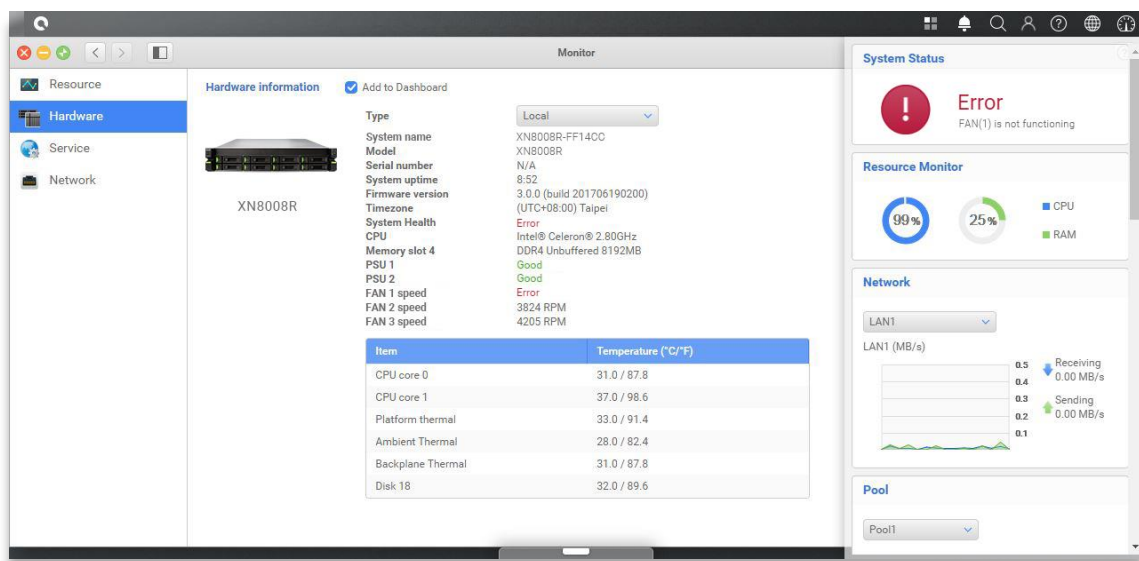 Monitor
Resource
Hardware
Service
Network
Hardware information
Add to Dashboard
XN8008R
Type Local
System name XN8008R-FF14CC
Model XN8008R
Serial number N/A
System uptime 8:52
Firmware version 3.0.0 (build 201706190200)
Timezone (UTC+08:00) Taipei
System Health Error
CPU Intel® Celeron® 2.80GHz
Memory slot 4 DDR4 Unbuffered 8192MB
PSU 1 Good
PSU 2 Good
FAN 1 speed Error
FAN 2 speed 3824 RPM
FAN 3 speed 4205 RPM
Item Temperature (°C/°F)
CPU core 0 31.0 / 87.8
CPU core 1 37.0 / 98.6
Platform thermal 33.0 / 91.4
Ambient Thermal 28.0 / 82.4
Backplane Thermal 31.0 / 87.8
Disk 18 32.0 / 89.6
System Status
Error
FAN(1) is not functioning
Resource Monitor
99%
25%
CPU
RAM
Network
LAN1
LAN1 (MB/s)
0.5
0.4
0.3
0.2
0.1
Receiving
0.00 MB/s
Sending
0.00 MB/s
Pool
Pool1